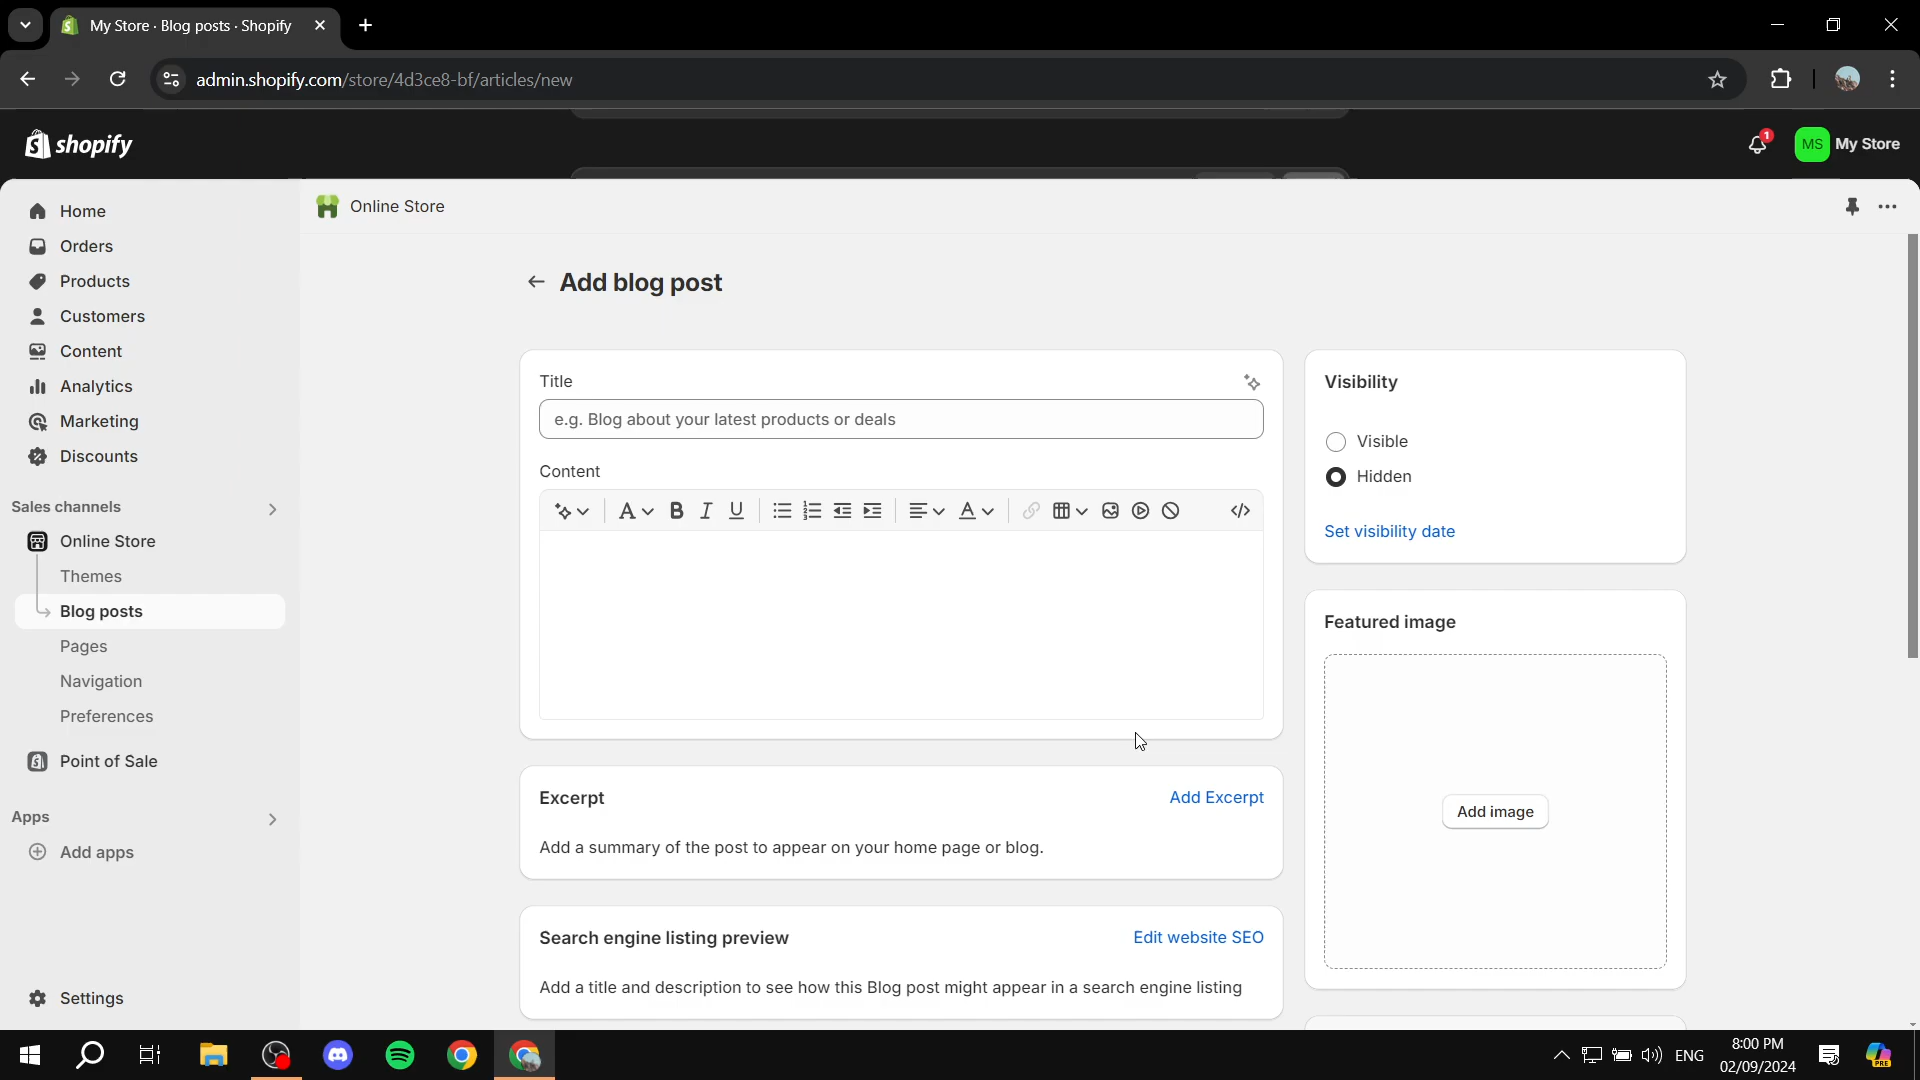 My Store · Blog posts · Shopify
admin.shopify.com/store/4d3ce8-bf/articles/new
shopify
1
MS
My Store
Home
Orders
Products
Customers
Content
Analytics
Marketing
Discounts
Sales channels
Online Store
Themes
Blog posts
Pages
Navigation
Preferences
Point of Sale
Apps
Add apps
Settings
Online Store
Add blog post
Title
e.g. Blog about your latest products or deals
Content
A
B
I
U
A
Excerpt
Add Excerpt
Add a summary of the post to appear on your home page or blog.
Search engine listing preview
Edit website SEO
Add a title and description to see how this Blog post might appear in a search engine listing
Visibility
Visible
Hidden
Set visibility date
Featured image
Add image
ENG
8:00 PM
02/09/2024
PRE